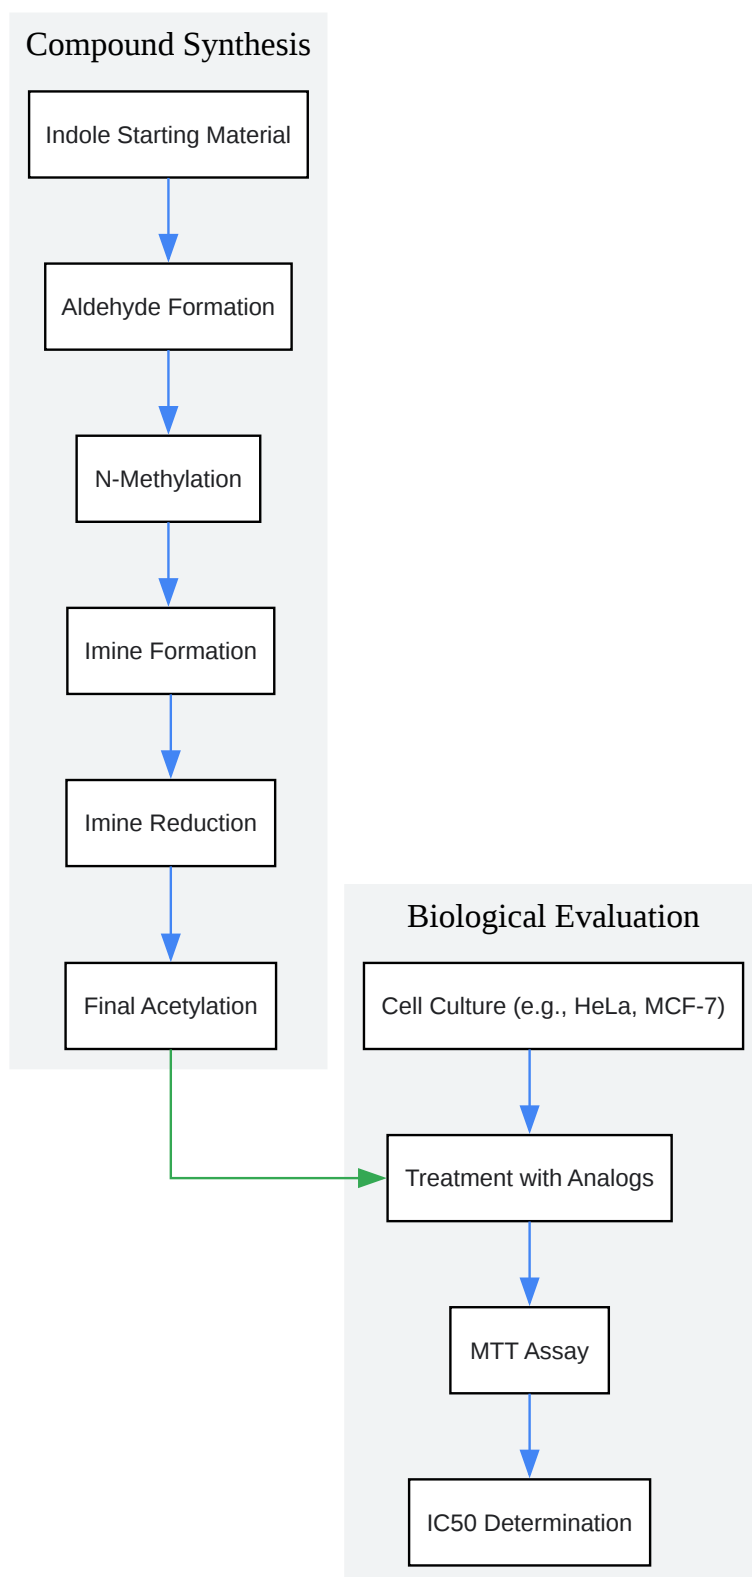 Compound Synthesis
Indole Starting Material
Aldehyde Formation
N-Methylation
Imine Formation
Imine Reduction
Final Acetylation
Biological Evaluation
Cell Culture (e.g., HeLa, MCF-7)
Treatment with Analogs
MTT Assay
IC50 Determination